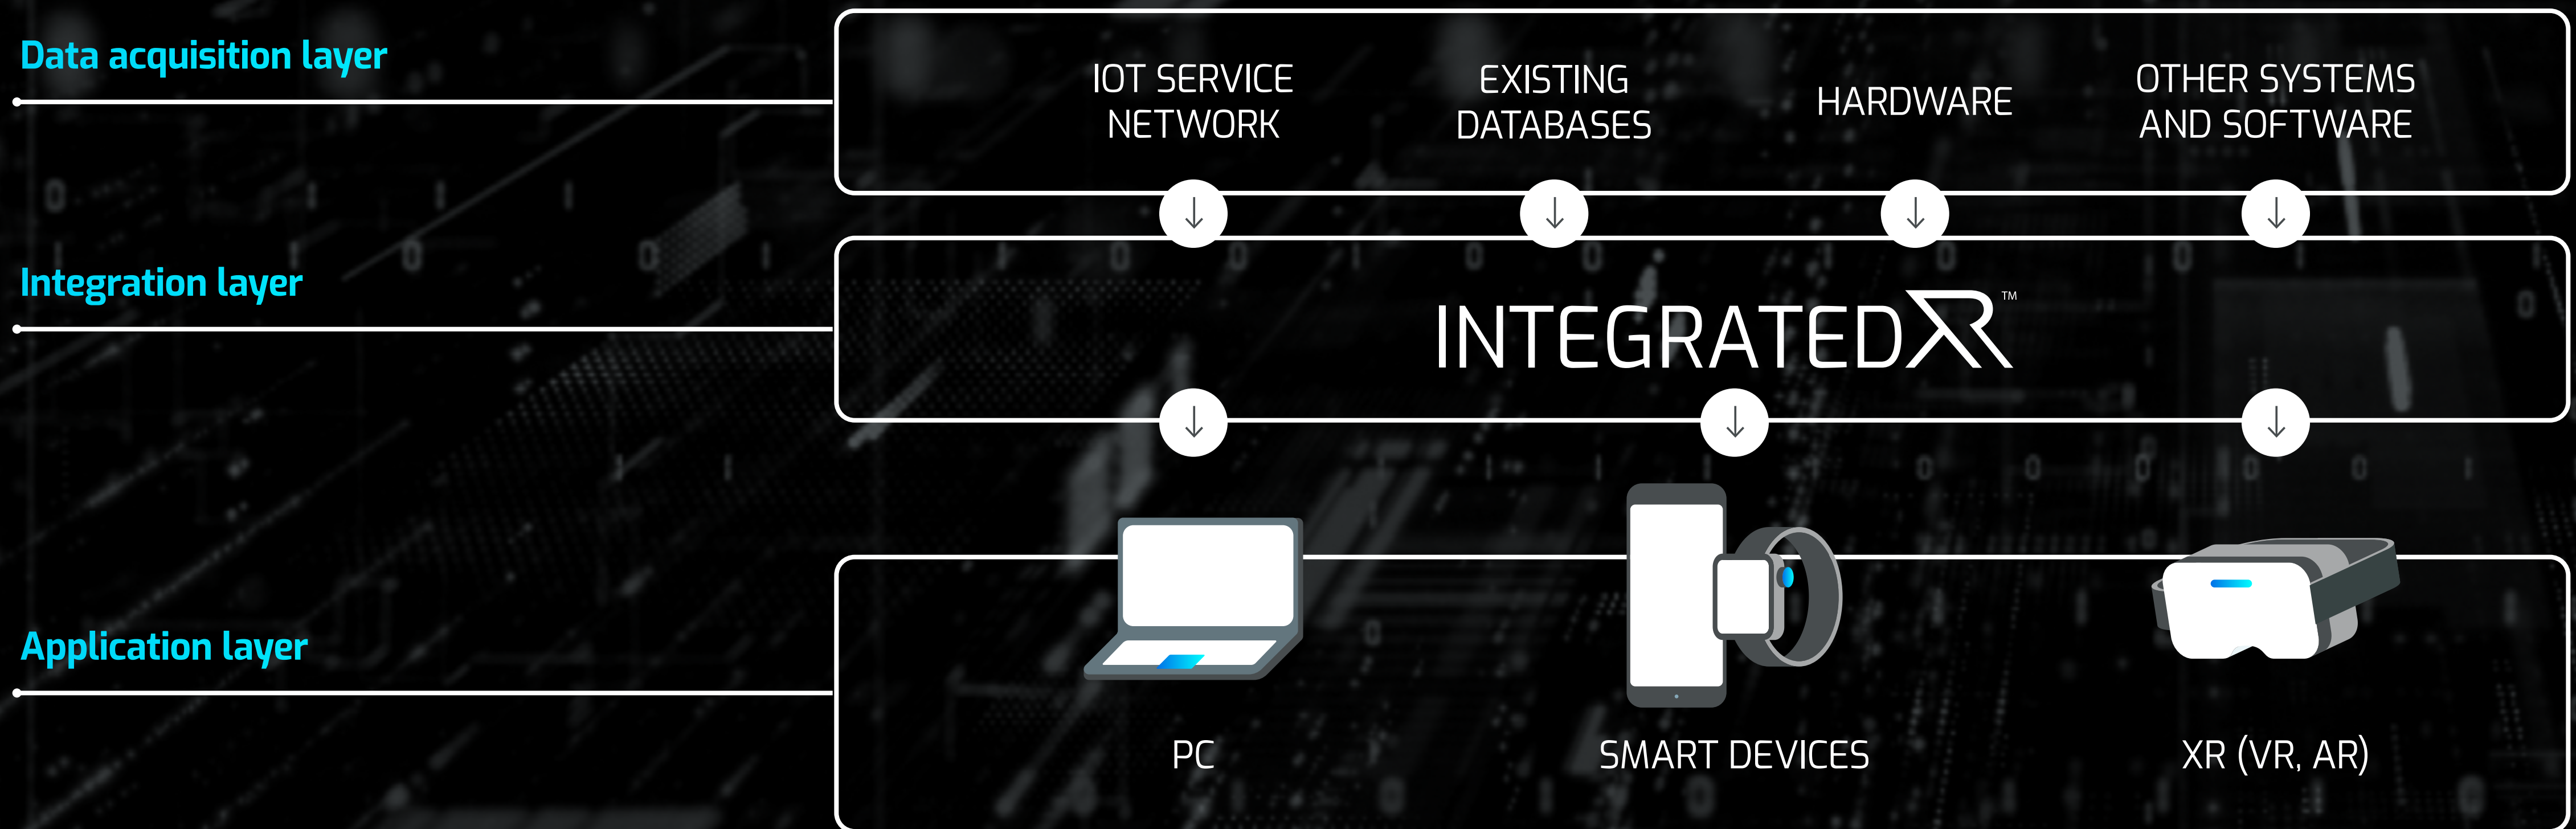 Data acquisition layer
IOT SERVICE
NETWORK
EXISTING
DATABASES
HARDWARE
OTHER SYSTEMS
AND SOFTWARE
Integration layer
INTEGRATEDXR™
Application layer
PC
SMART DEVICES
XR (VR, AR)